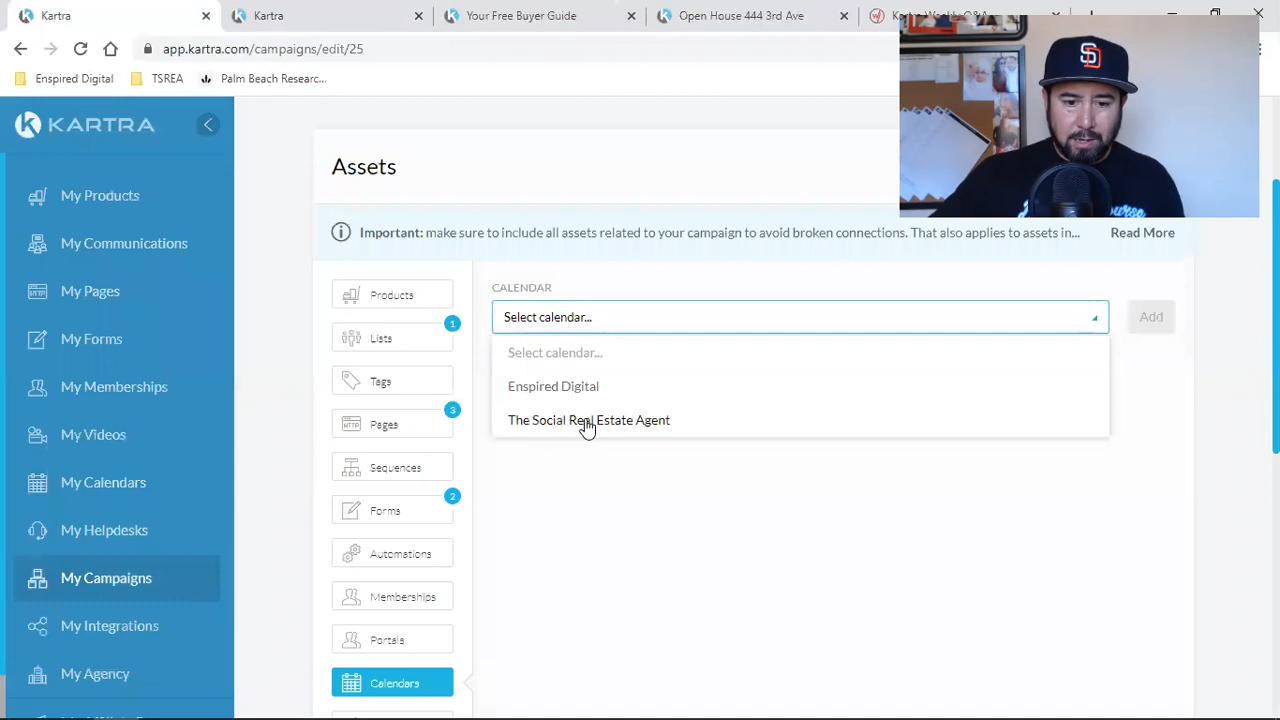 Kartra
Kartra
Your Free Buyer Guide
Open House 444 3rd Ave
app.kartra.com/campaign/edit/25
Enspired Digital
TSREA
Palm Beach Researc...
KARTRA
My Products
My Communications
My Pages
My Forms
My Memberships
My Videos
My Calendars
My Helpdesks
My Campaigns
My Integrations
My Agency
Assets
Important: make sure to include all assets related to your campaign to avoid broken connections. That also applies to assets in...
Read More
Products
Lists
1
Tags
Pages
3
Sequences
Forms
2
Automations
Memberships
Portals
Calendars
CALENDAR
Select calendar...
Add
Select calendar...
Enspired Digital
The Social Real Estate Agent
SD